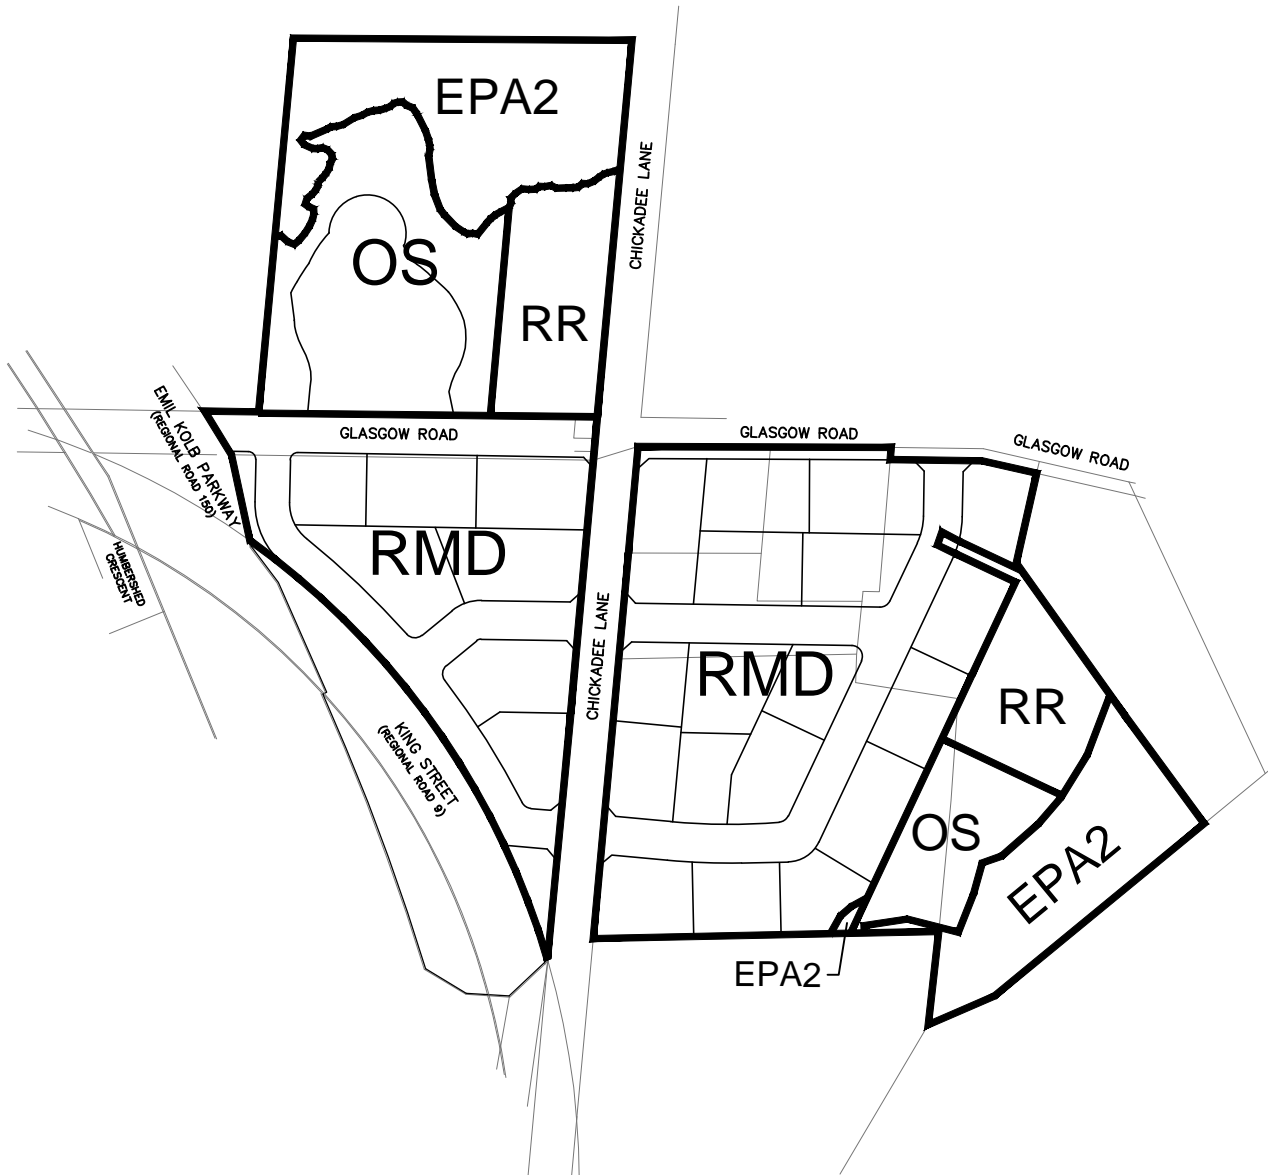 EPA2
CHICKADEE LANE
OS
RR
EMIL KOLB PARKWAY
(REGIONAL ROAD 150)
GLASGOW ROAD
GLASGOW ROAD
GLASGOW ROAD
HUMBERSHED
CRESCENT
RMD
CHICKADEE LANE
RMD
RR
KING STREET
(REGIONAL ROAD 9)
OS
EPA2
EPA2